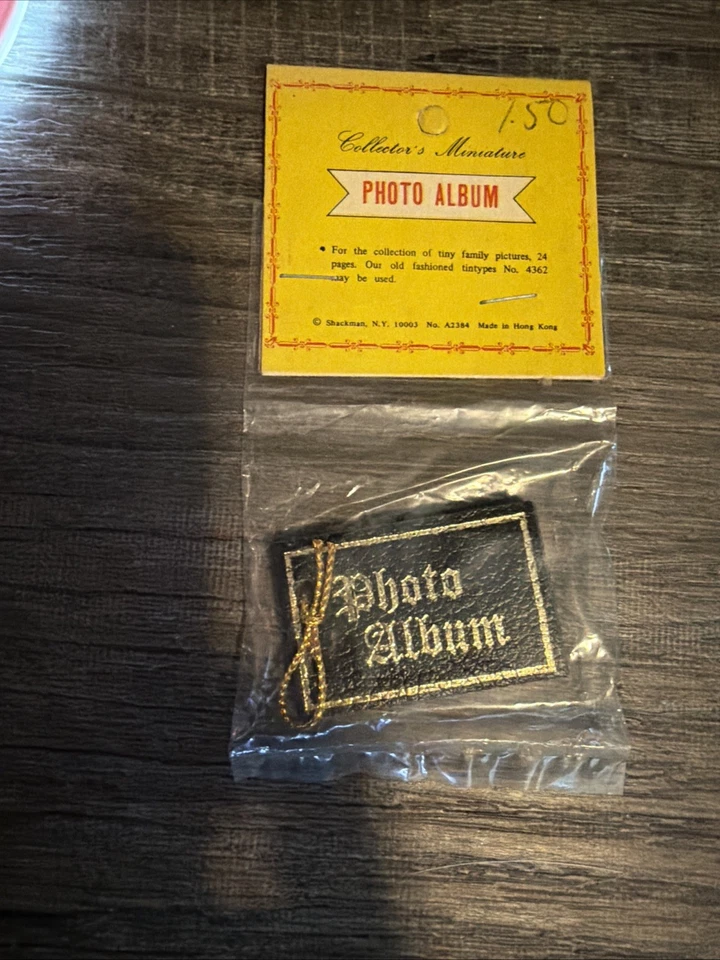 1.50
Collector's Miniature
PHOTO ALBUM
• For the collection of tiny family pictures, 24
pages. Our old fashioned tintypes No. 4362
may be used.
© Shackman, N.Y. 10003 No. A2384 Made in Hong Kong
Photo
Album